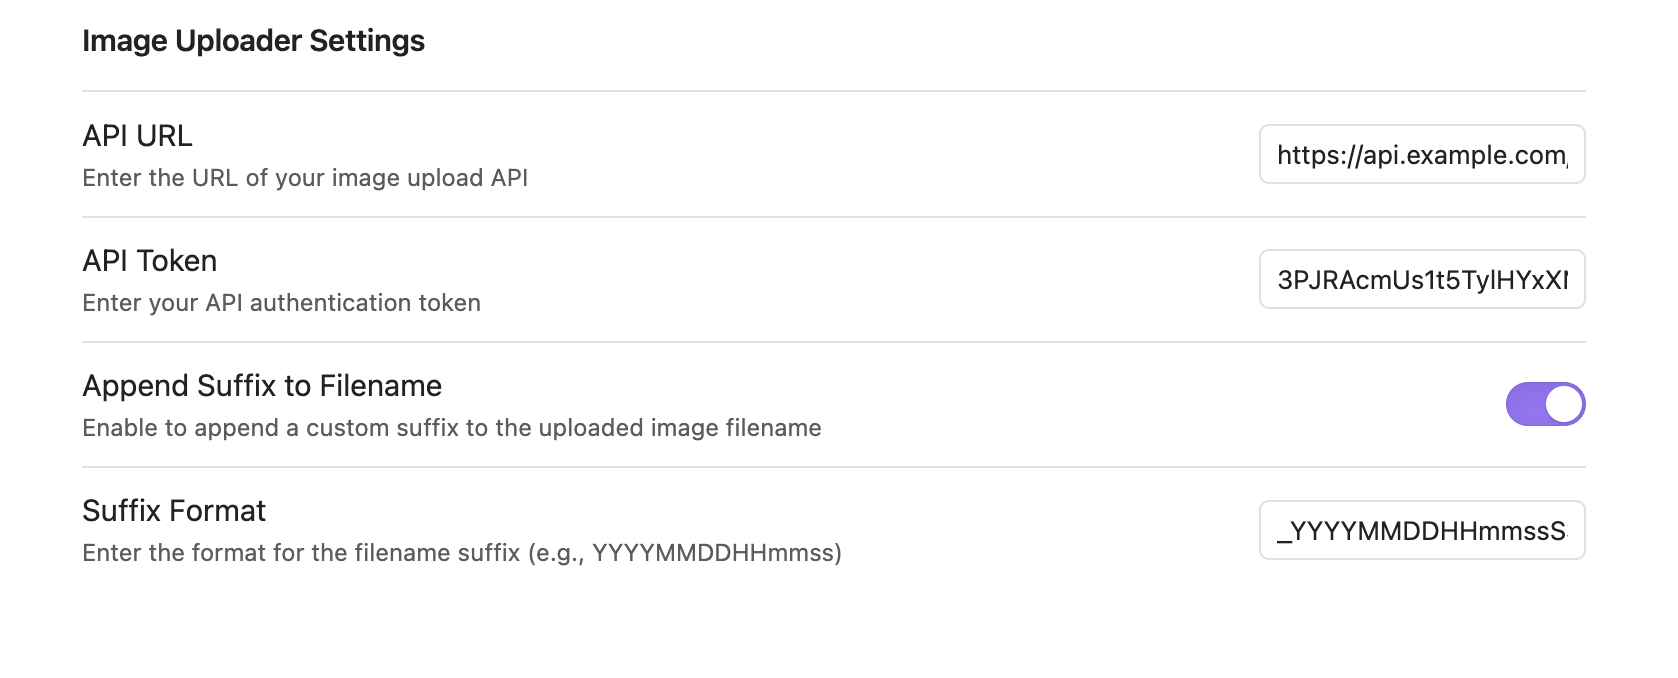 Image Uploader Settings
API URL
Enter the URL of your image upload API
https://api.example.com/
API Token
Enter your API authentication token
3PJRAcmUs1t5TylHYxX
Append Suffix to Filename
Enable to append a custom suffix to the uploaded image filename
Suffix Format
Enter the format for the filename suffix (e.g., YYYYMMDDHHmmss)
_YYYYMMDDHHmmssS